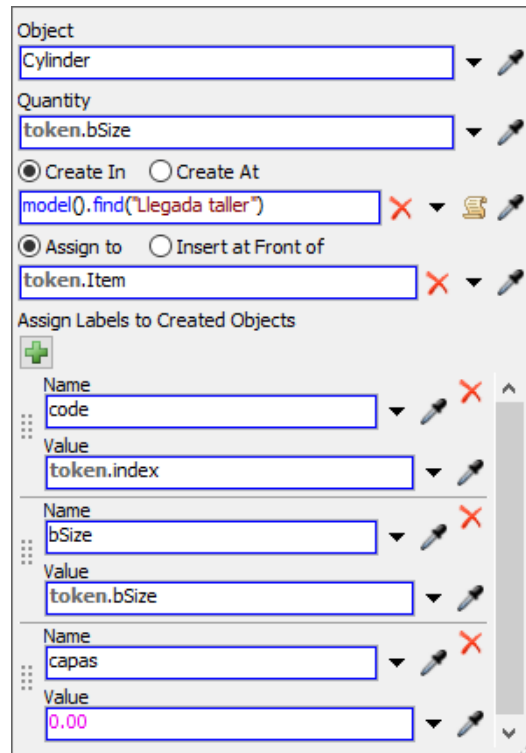 Object
Cylinder
Quantity
token.bSize
Create In Create At
model().find("Llegada taller")
Assign to Insert at Front of
token.Item
Assign Labels to Created Objects
Name
code
Value
token.index
Name
bSize
Value
token.bSize
Name
capas
Value
0.00